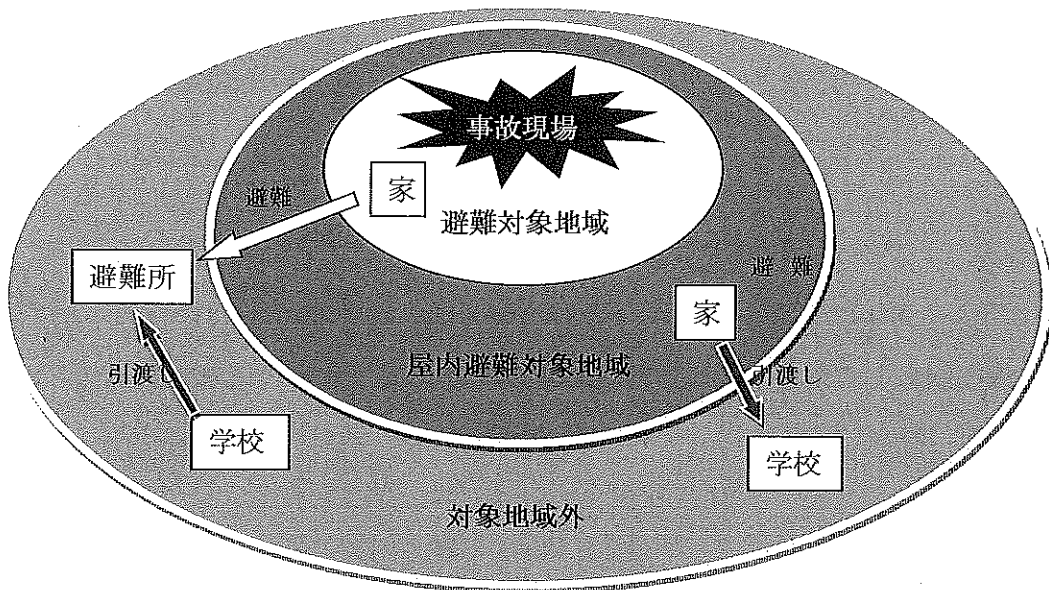 事故現場
家
避難
避難対象地域
避難所
避 難
家
屋内避難対象地域
引渡し
引渡し
学校
学校
対象地域外